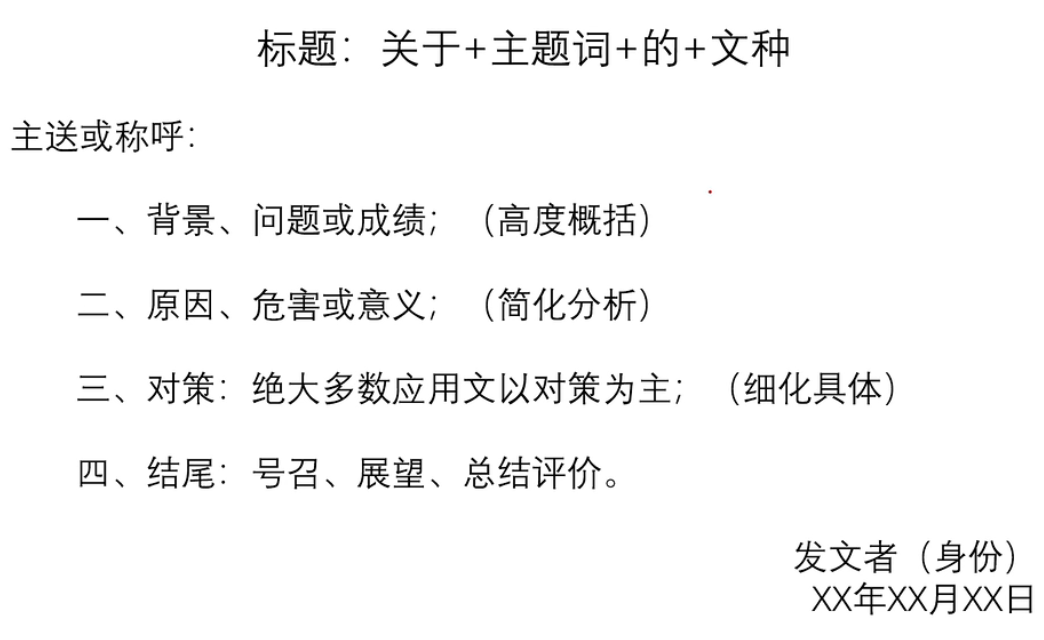 标题：关于+主题词+的+文种
主送或称呼：
一、背景、问题或成绩；（高度概括）
二、原因、危害或意义；（简化分析）
三、对策：绝大多数应用文以对策为主；（细化具体）
四、结尾：号召、展望、总结评价。
发文者（身份）
XX年XX月XX日